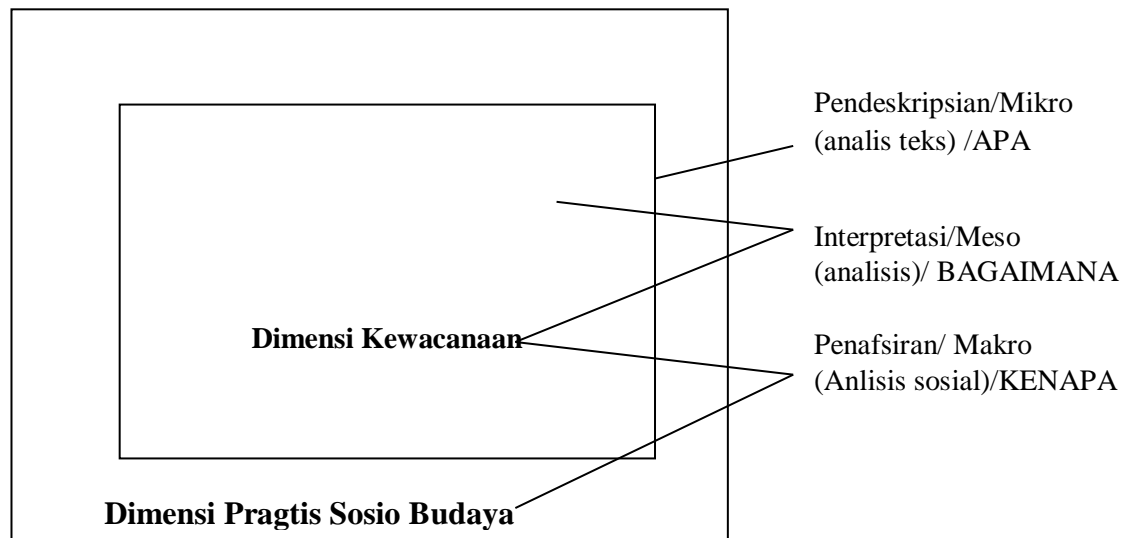 Pendeskripsian/Mikro
(analis teks) /APA
Interpretasi/Meso
(analisis)/ BAGAIMANA
Dimensi Kewacanaan
Penafsiran/ Makro
(Anlisis sosial)/KENAPA
Dimensi Pragtis Sosio Budaya